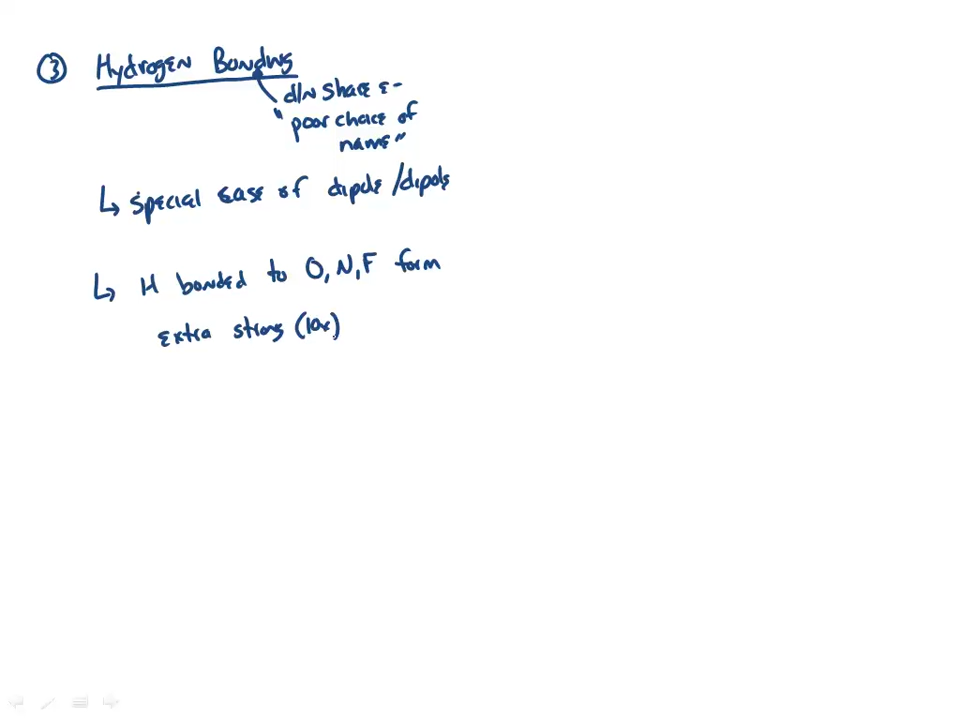 ③ Hydrogen Bonding
d/n share e-
"poor choice of
name"
↳ special case of dipole/dipole
↳ H bonded to O, N, F form
extra strong (10x)